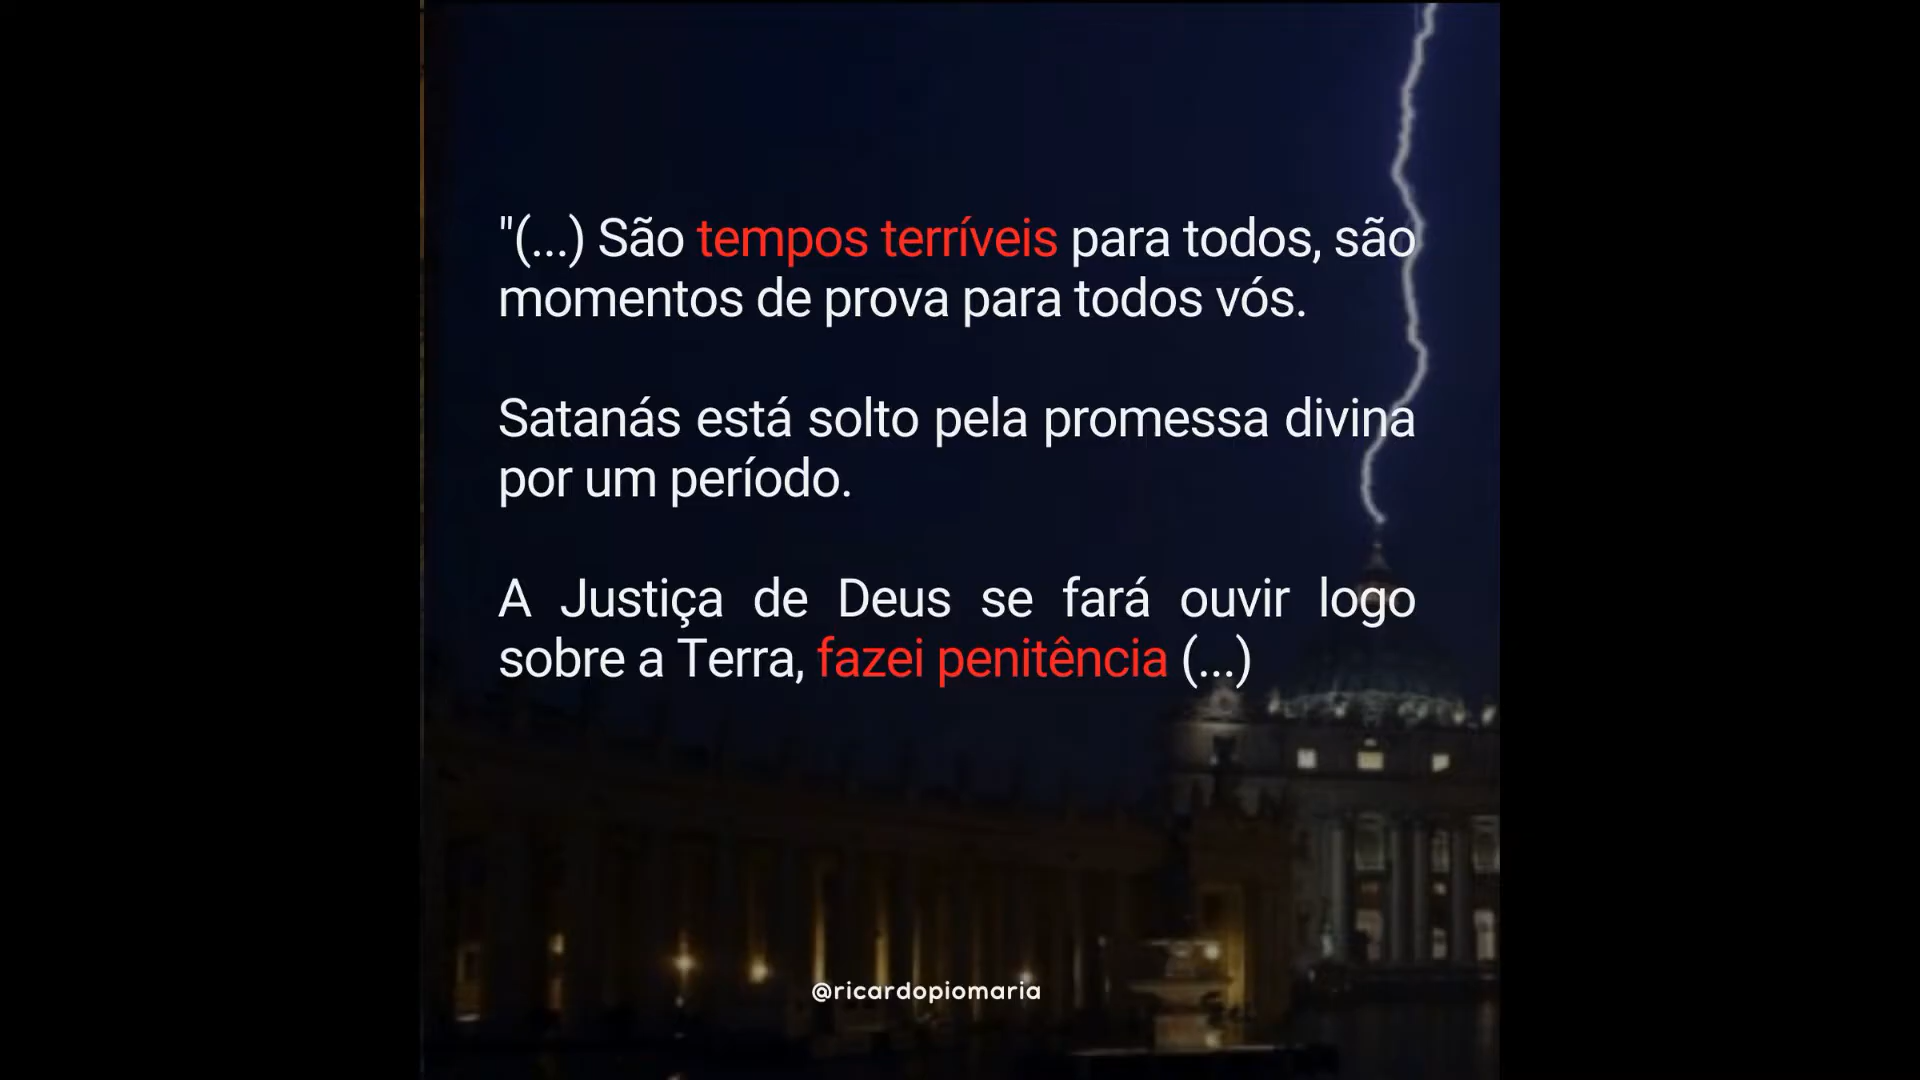 "(...) São tempos terríveis para todos, são
momentos de prova para todos vós.
Satanás está solto pela promessa divina
por um período.
A Justiça de Deus se fará ouvir logo
sobre a Terra, fazei penitência (...)
@ricardopiomaria